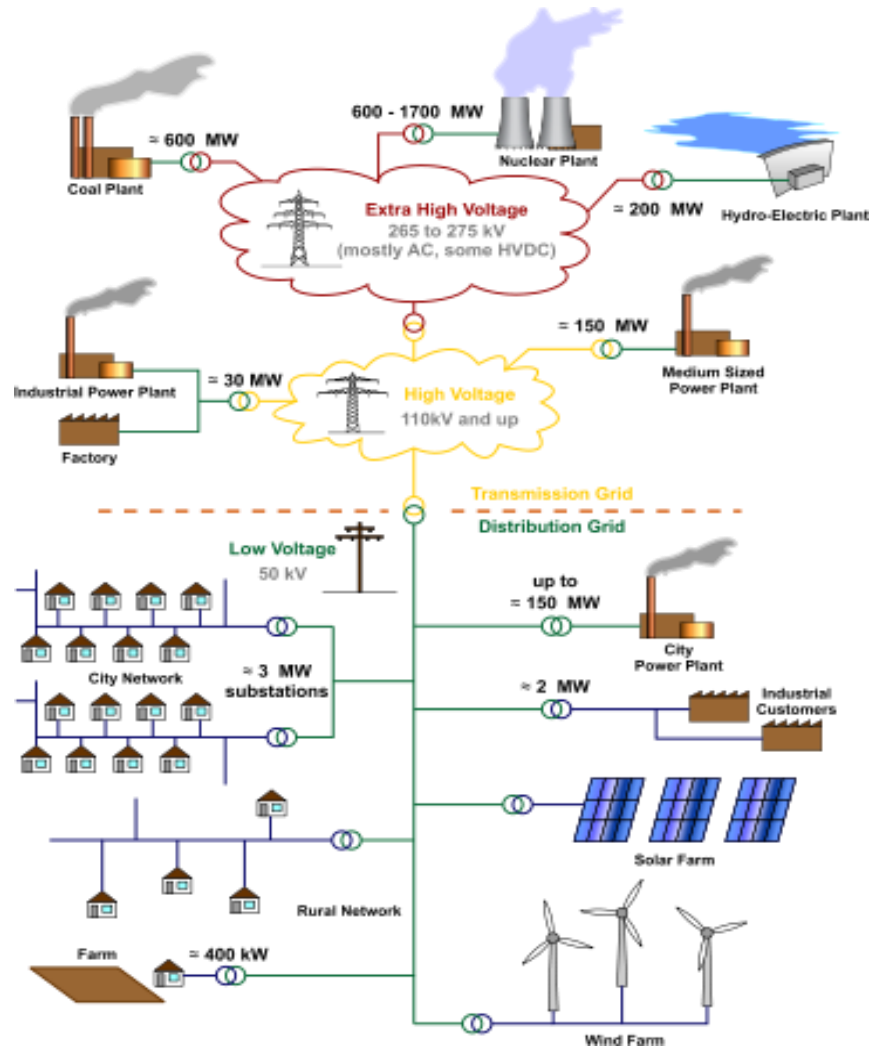 600 - 1700 MW
≈ 600 MW
Nuclear Plant
Coal Plant
≈ 200 MW
Hydro-Electric Plant
Extra High Voltage
265 to 275 kV
(mostly AC, some HVDC)
≈ 150 MW
Medium Sized
Power Plant
Industrial Power Plant
≈ 30 MW
High Voltage
110kV and up
Factory
Transmission Grid
Distribution Grid
Low Voltage
50 kV
up to
≈ 150 MW
City
Power Plant
City Network
≈ 3 MW
substations
≈ 2 MW
Industrial
Customers
Solar Farm
Rural Network
Farm
≈ 400 kW
Wind Farm